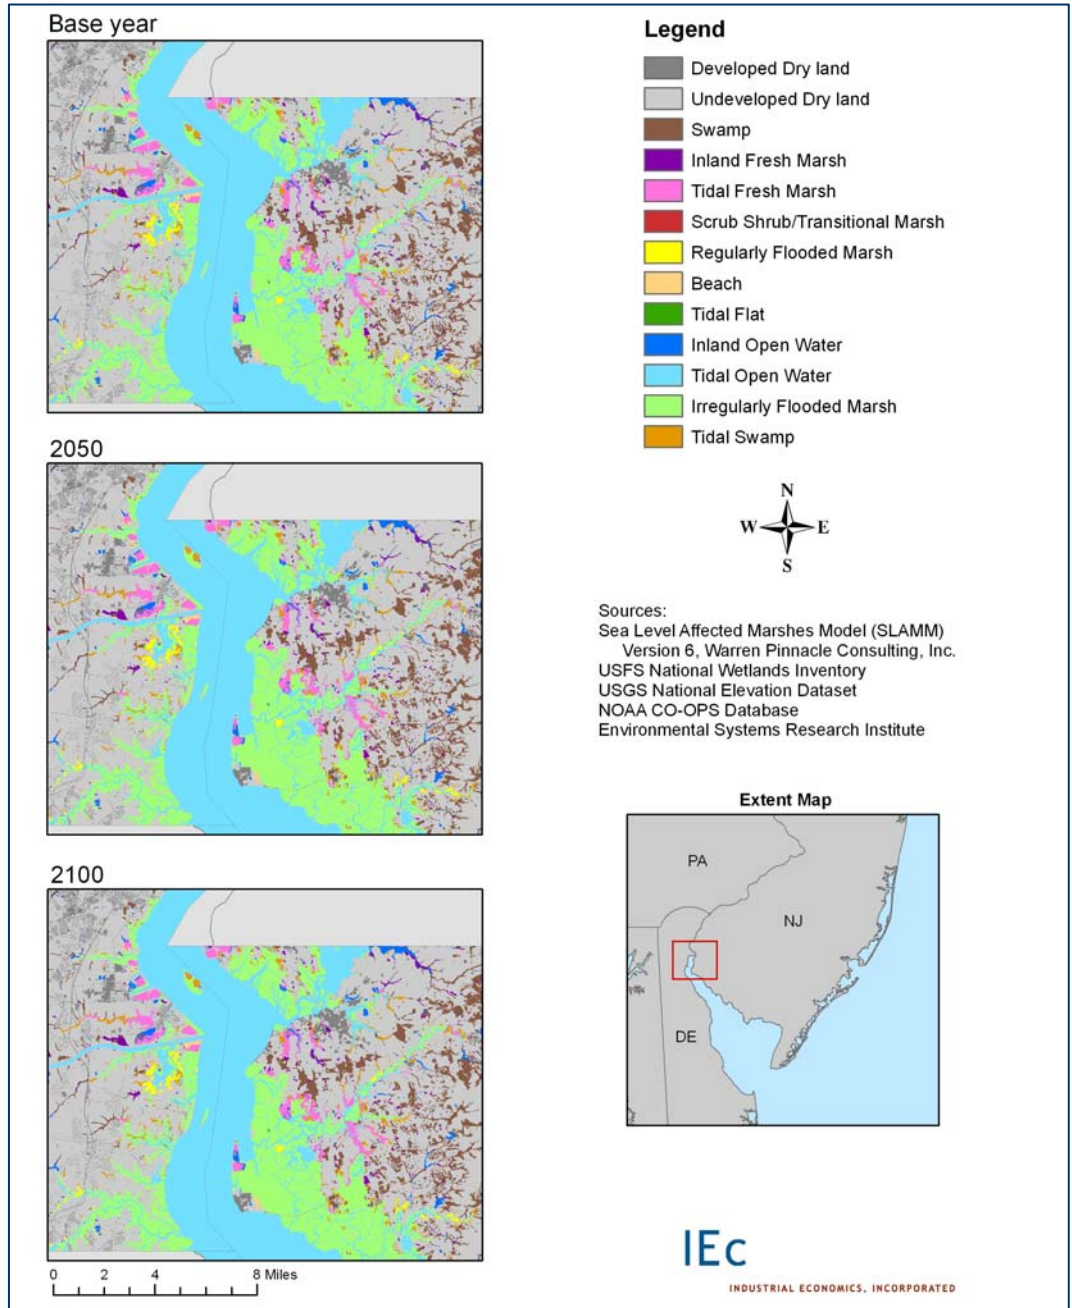 Base year
2050
2100
0 2 4 8 Miles
Legend
Developed Dry land
Undeveloped Dry land
Swamp
Inland Fresh Marsh
Tidal Fresh Marsh
Scrub Shrub/Transitional Marsh
Regularly Flooded Marsh
Beach
Tidal Flat
Inland Open Water
Tidal Open Water
Irregularly Flooded Marsh
Tidal Swamp
N
W E
S
Sources:
Sea Level Affected Marshes Model (SLAMM)
Version 6, Warren Pinnacle Consulting, Inc.
USFS National Wetlands Inventory
USGS National Elevation Dataset
NOAA CO-OPS Database
Environmental Systems Research Institute
Extent Map
PA
NJ
DE
IEc
INDUSTRIAL ECONOMICS, INCORPORATED